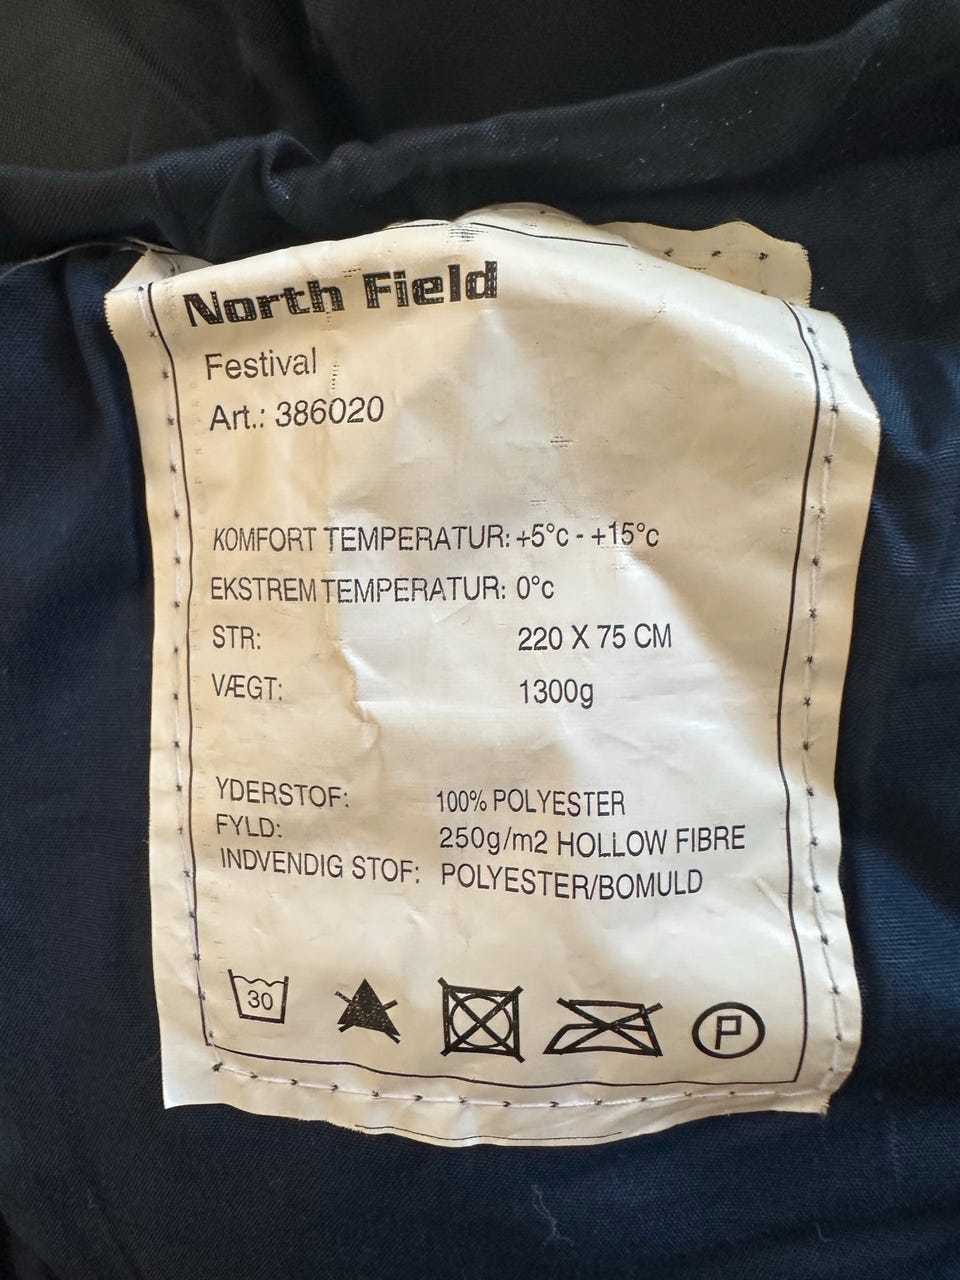 North Field
Festival
Art.: 386020
KOMFORT TEMPERATUR: +5°c - +15°c
EKSTREM TEMPERATUR: 0°c
STR: 220 X 75 CM
VÆGT: 1300g
YDERSTOF: 100% POLYESTER
FYLD: 250g/m2 HOLLOW FIBRE
INDVENDIG STOF: POLYESTER/BOMULD
30
P